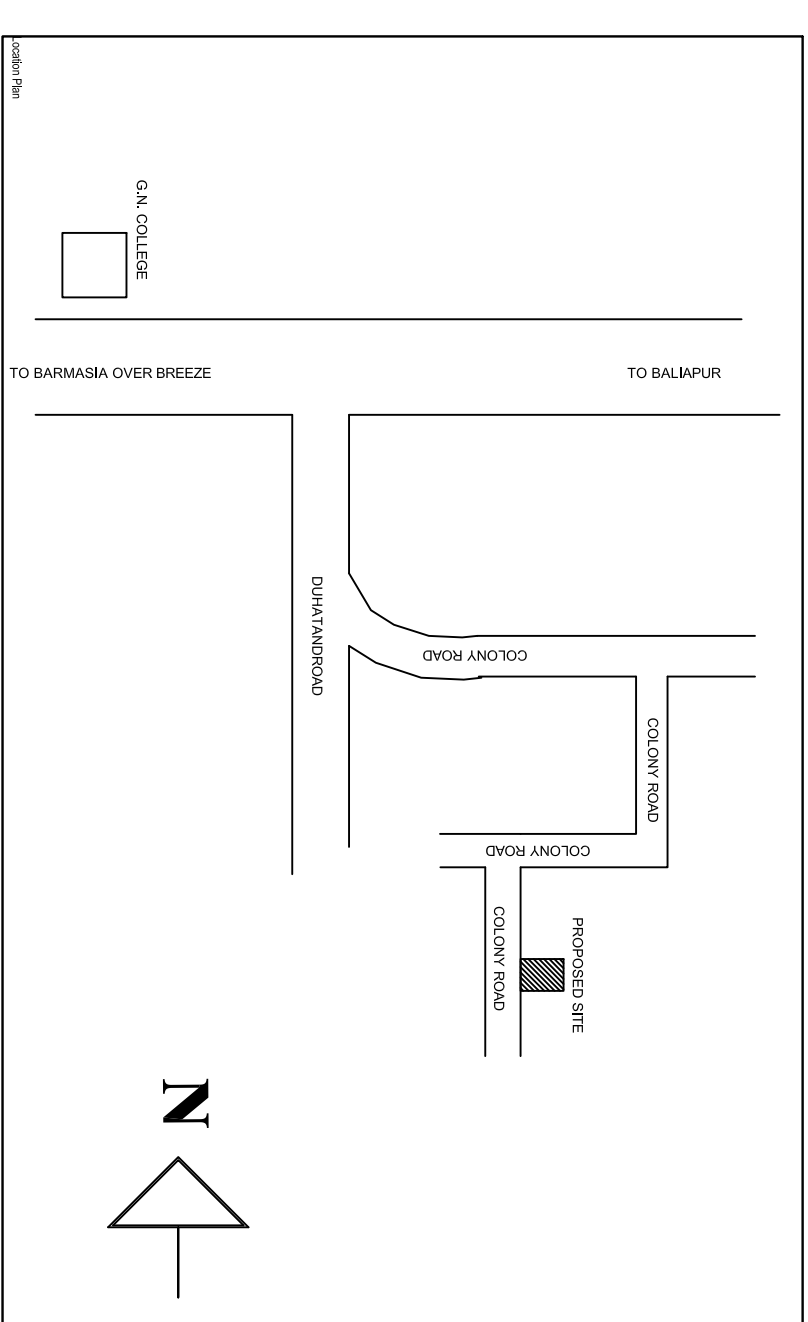 Location Plan
G.N. COLLEGE
TO BARMASIA OVER BREEZE
TO BALIAPUR
DUHATANDROAD
COLONY ROAD
COLONY ROAD
COLONY ROAD
COLONY ROAD
PROPOSED SITE
N